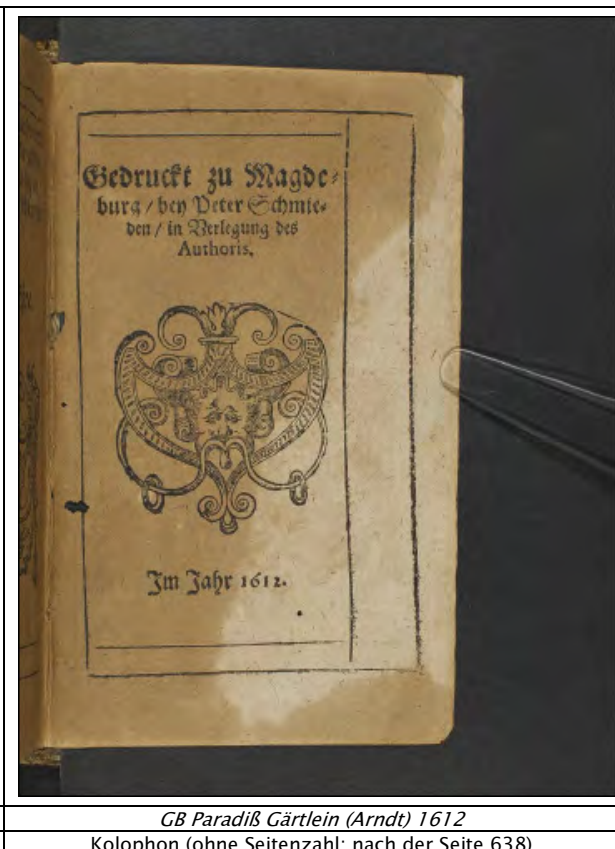 Gedruckt zu Magde⸗
burg / bey Peter Schmie⸗
den / in Verlegung des
Authoris.
Im Jahr 1612.
GB Paradiß Gärtlein (Arndt) 1612
Kolophon (ohne Seitenzahl; nach der Seite 638)